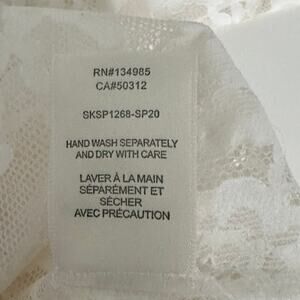 RN#134985
CA#50312
SKSP1268-SP20
HAND WASH SEPARATELY
AND DRY WITH CARE
LAVER À LA MAIN
SÉPARÉMENT ET
SÉCHER
AVEC PRÉCAUTION